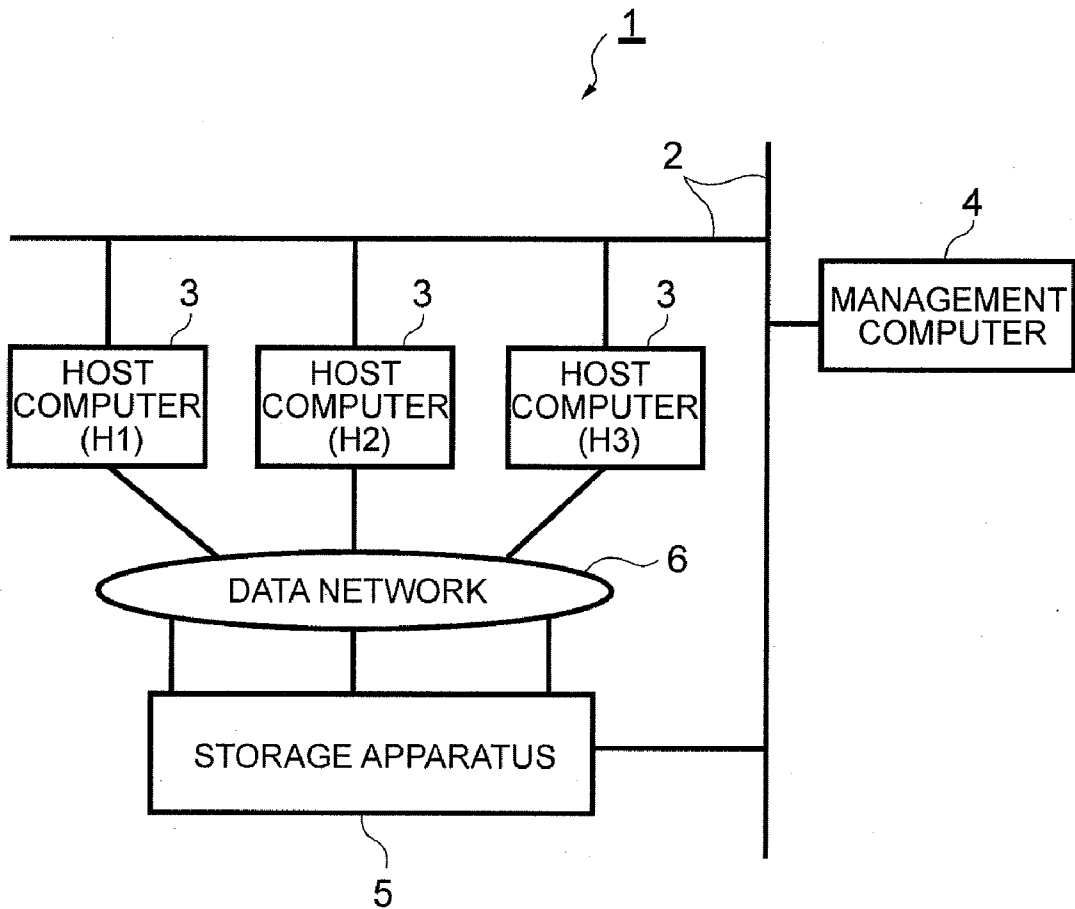 1
2
4
MANAGEMENT
COMPUTER
3
3
3
HOST
COMPUTER
(H1)
HOST
COMPUTER
(H2)
HOST
COMPUTER
(H3)
6
DATA NETWORK
STORAGE APPARATUS
5